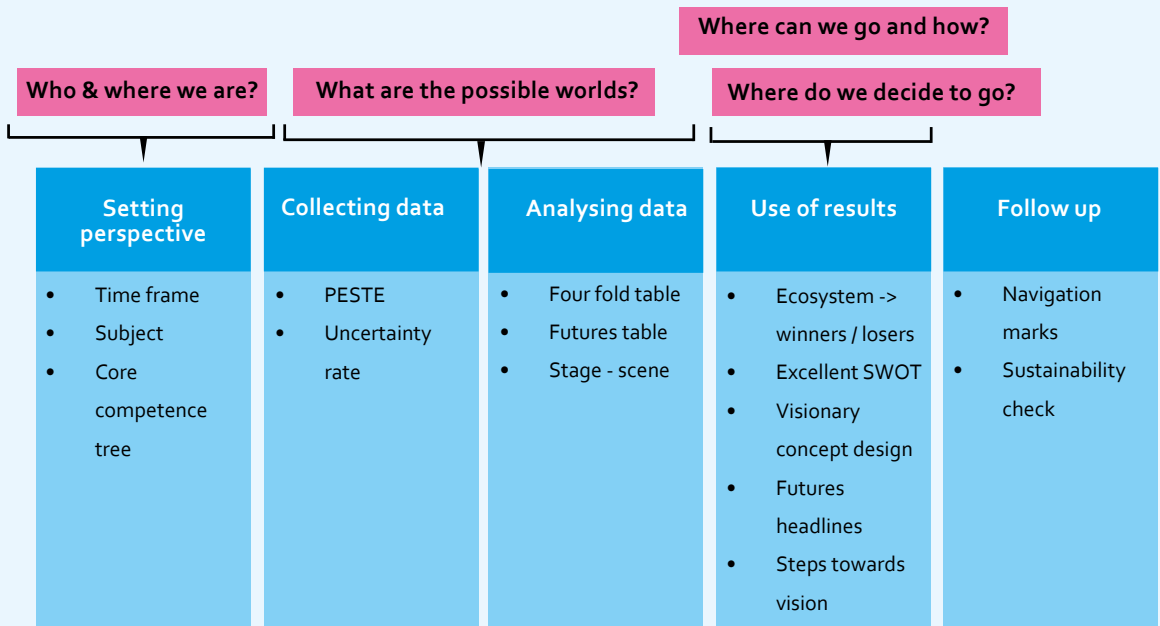 Where can we go and how?
Who & where we are?
What are the possible worlds?
Where do we decide to go?
Setting
perspective
• Time frame
• Subject
• Core
competence
tree
Collecting data
• PESTE
• Uncertainty
rate
Analysing data
• Four fold table
• Futures table
• Stage - scene
Use of results
• Ecosystem ->
winners / losers
• Excellent SWOT
• Visionary
concept design
• Futures
headlines
• Steps towards
vision
Follow up
• Navigation
marks
• Sustainability
check